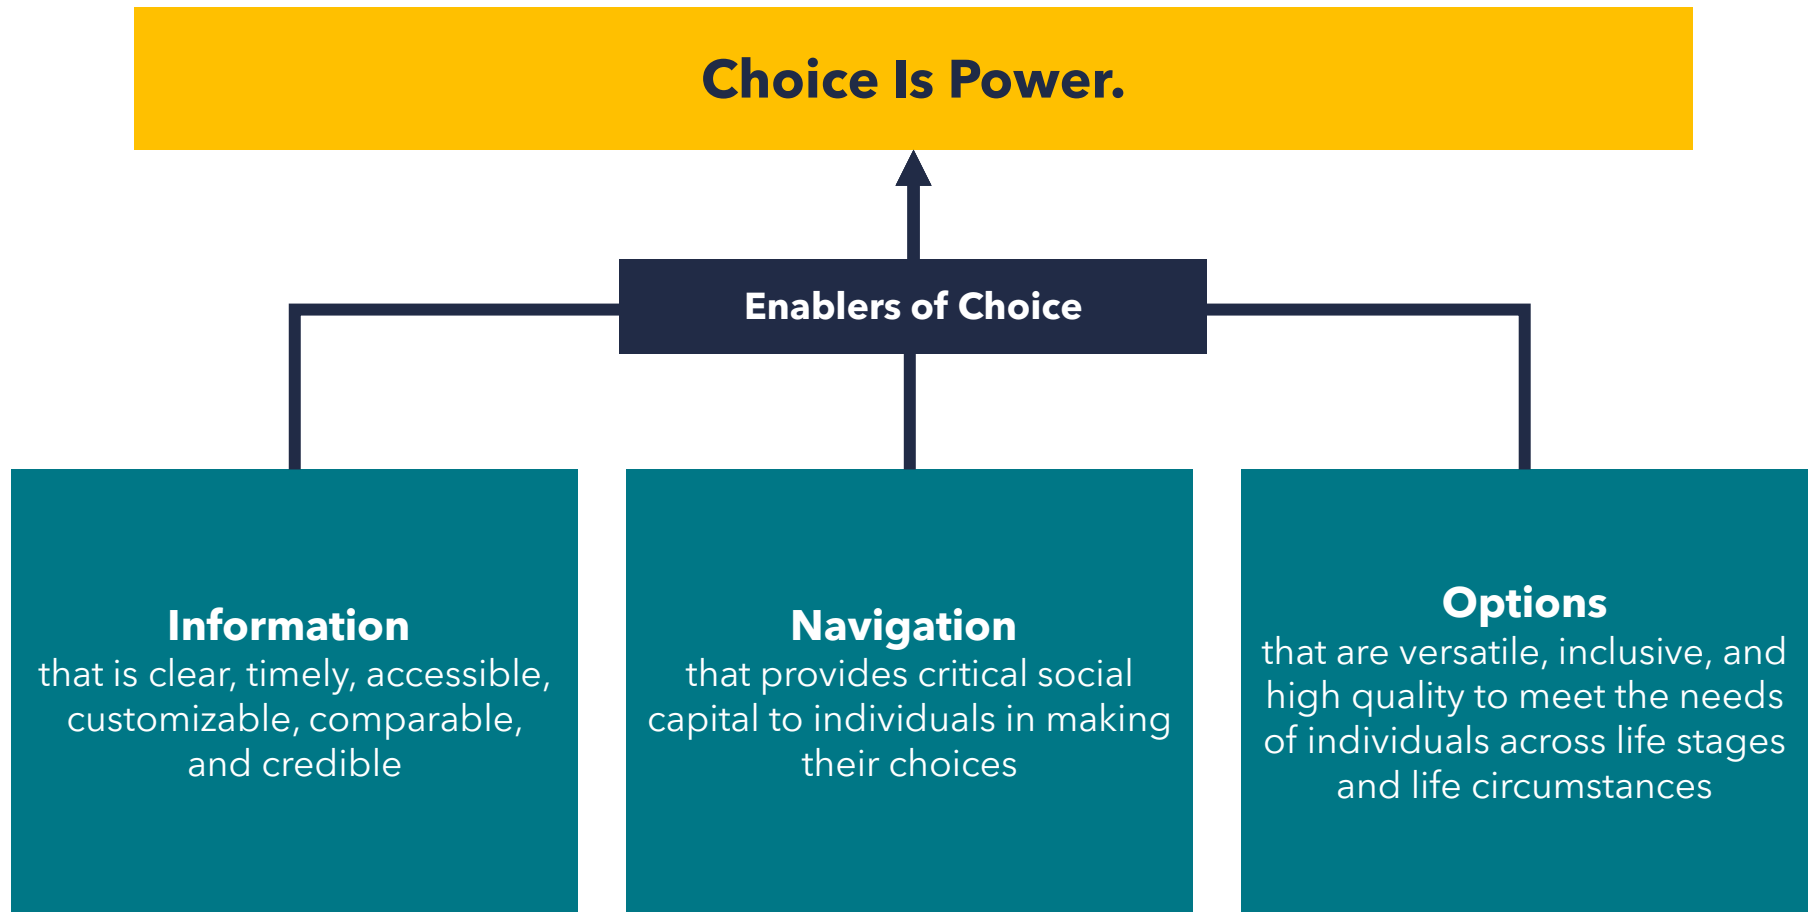 Choice Is Power.
Enablers of Choice
Information
that is clear, timely, accessible,
customizable, comparable,
and credible
Navigation
that provides critical social
capital to individuals in making
their choices
Options
that are versatile, inclusive, and
high quality to meet the needs
of individuals across life stages
and life circumstances